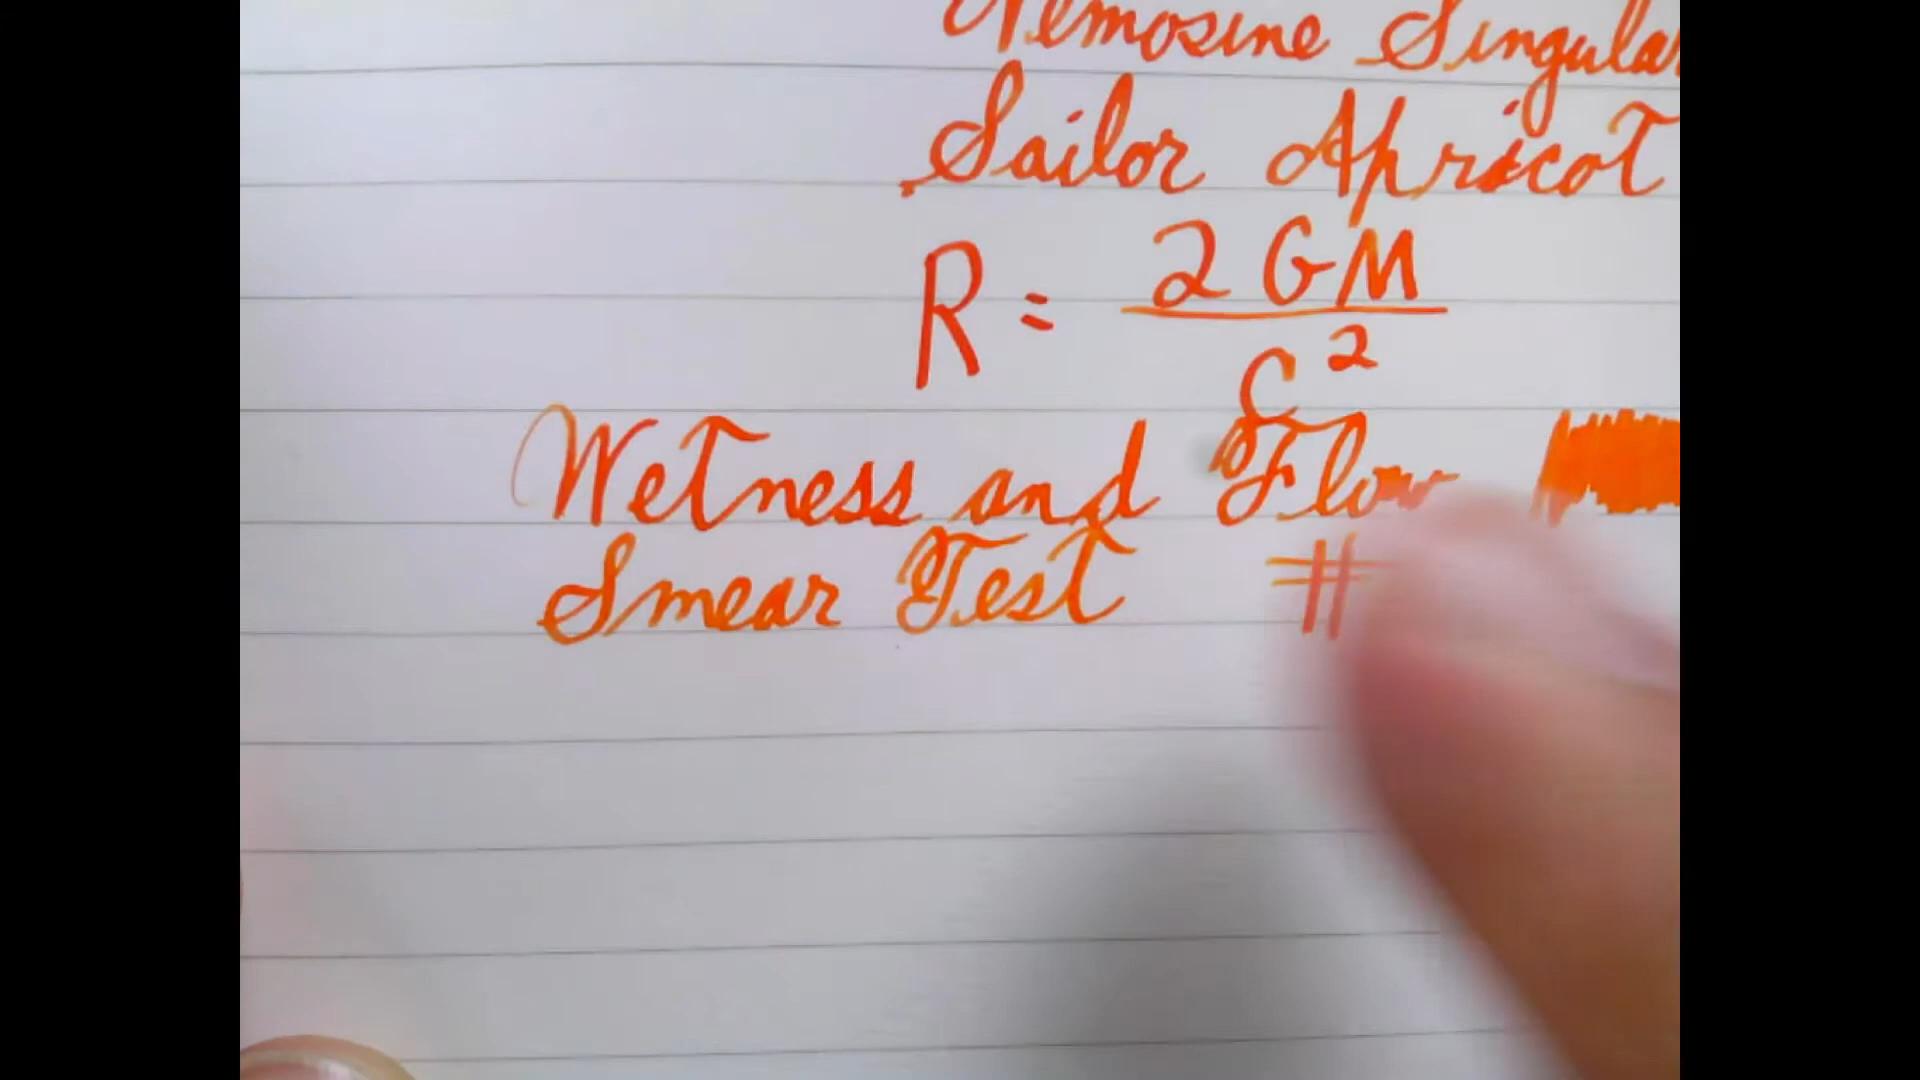 Nemosine Singular
Sailor Apricot
R = 2GM
c²
Wetness and Flow
Smear Test #